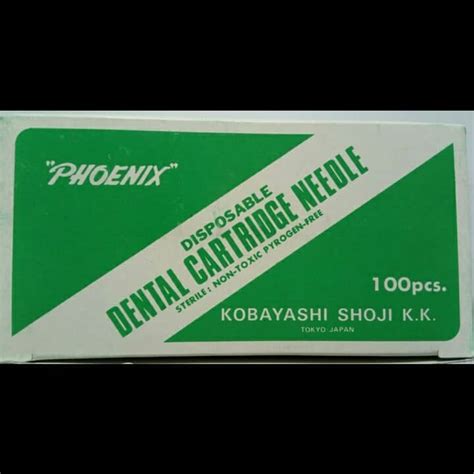 "PHOENIX"
DISPOSABLE
DENTAL CARTRIDGE NEEDLE
STERILE: NON-TOXIC PYROGEN-FREE
100pcs.
KOBAYASHI SHOJI K.K.
TOKYO JAPAN